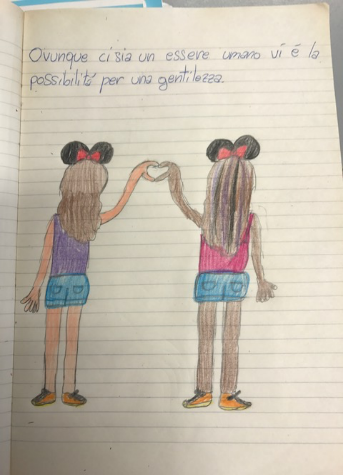 Ovunque ci sia un essere umano vi è la
possibilità per una gentilezza.